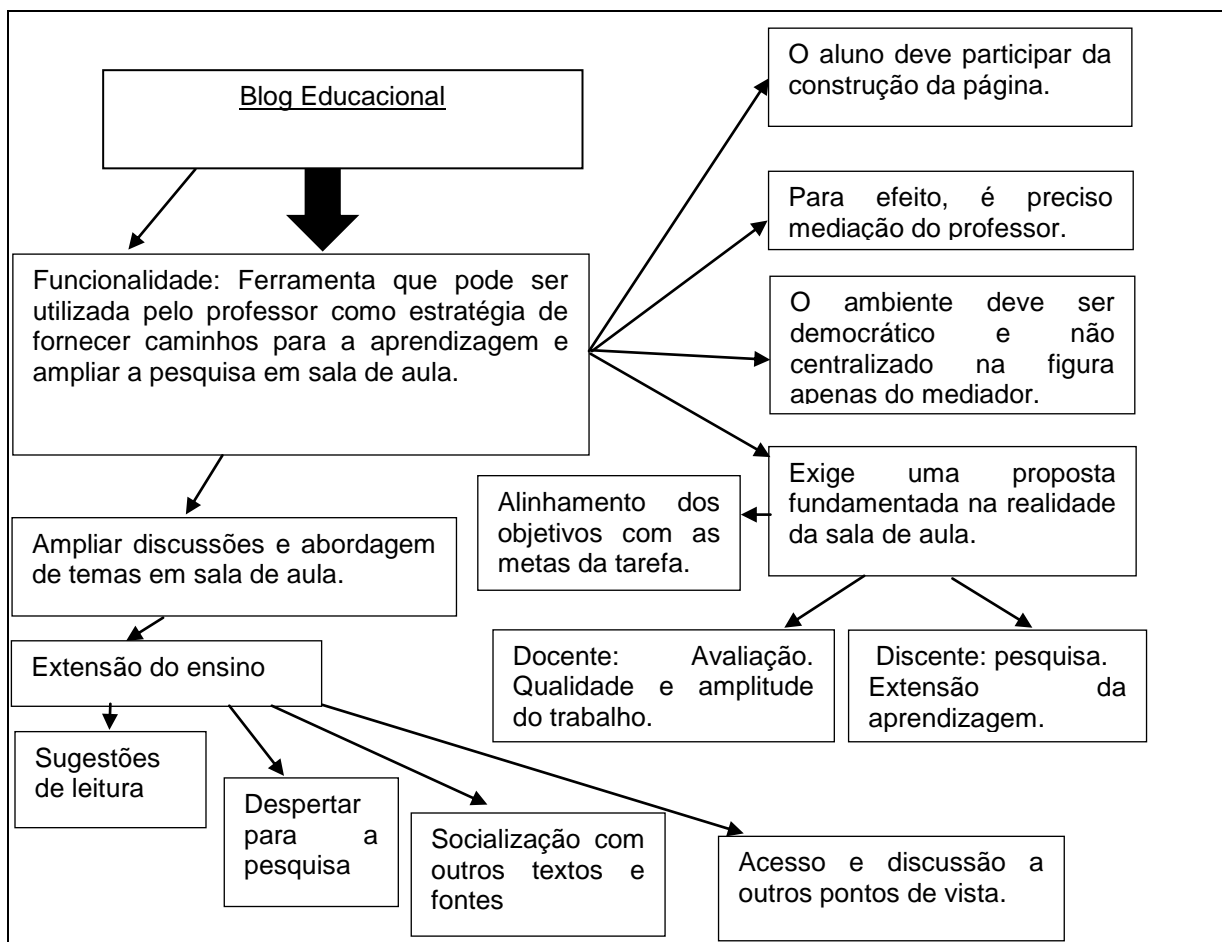 Blog Educacional
O aluno deve participar da
construção da página.
Para efeito, é preciso
mediação do professor.
Funcionalidade: Ferramenta que pode ser
utilizada pelo professor como estratégia de
fornecer caminhos para a aprendizagem e
ampliar a pesquisa em sala de aula.
O ambiente deve ser
democrático e não
centralizado na figura
apenas do mediador.
Exige uma proposta
fundamentada na realidade
da sala de aula.
Alinhamento dos
objetivos com as
metas da tarefa.
Ampliar discussões e abordagem
de temas em sala de aula.
Docente: Avaliação.
Qualidade e amplitude
do trabalho.
Discente: pesquisa.
Extensão da
aprendizagem.
Extensão do ensino
Sugestões
de leitura
Despertar
para a
pesquisa
Socialização com
outros textos e
fontes
Acesso e discussão a
outros pontos de vista.